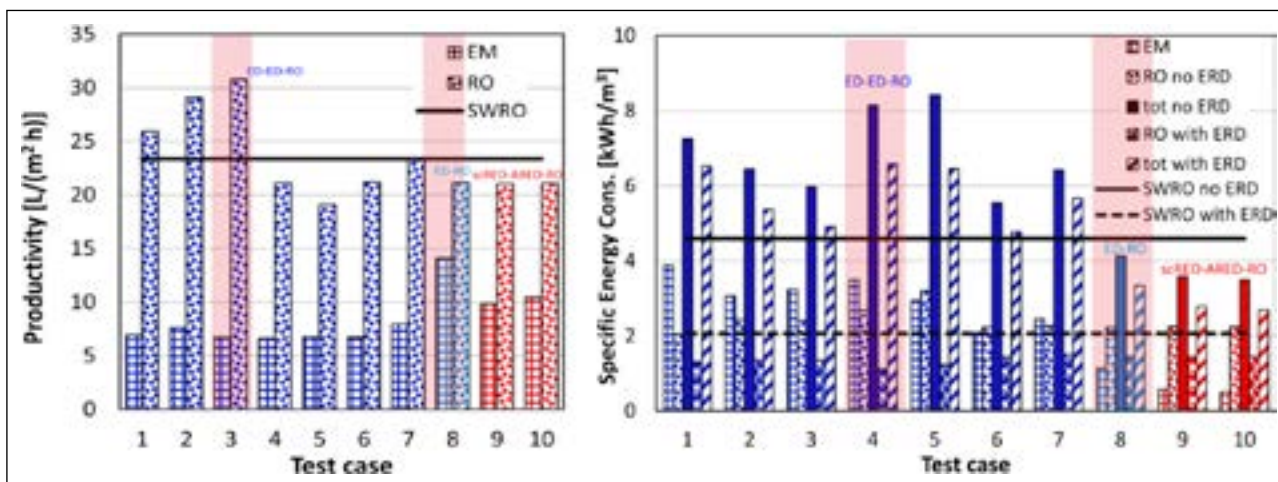 35
30
25
20
15
10
5
0
Productivity [L/(m² h)]
EM
RO
SWRO
ED-ED-RO
ED-RO
scRED-ARED-RO
1 2 3 4 5 6 7 8 9 10
Test case
10
8
6
4
2
0
Specific Energy Cons. [kWh/m³]
EM
RO no ERD
tot no ERD
RO with ERD
tot with ERD
SWRO no ERD
SWRO with ERD
ED-ED-RO
ED-RO
scRED-ARED-RO
1 2 3 4 5 6 7 8 9 10
Test case